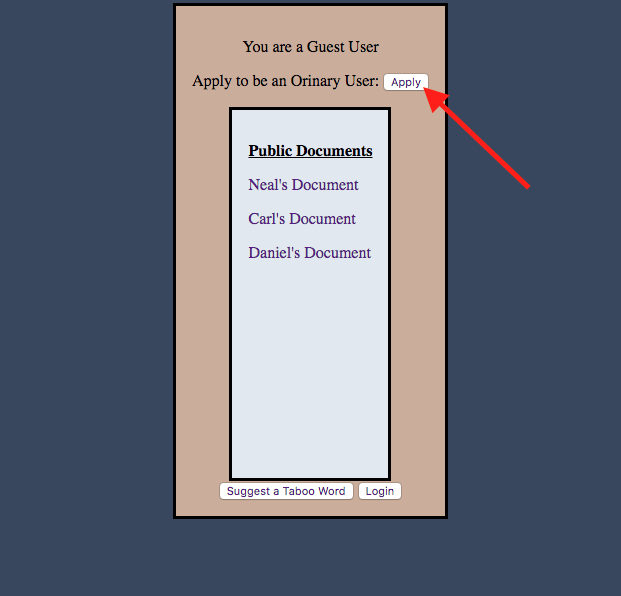 You are a Guest User
Apply to be an Orinary User: Apply
Public Documents
Neal's Document
Carl's Document
Daniel's Document
Suggest a Taboo Word Login